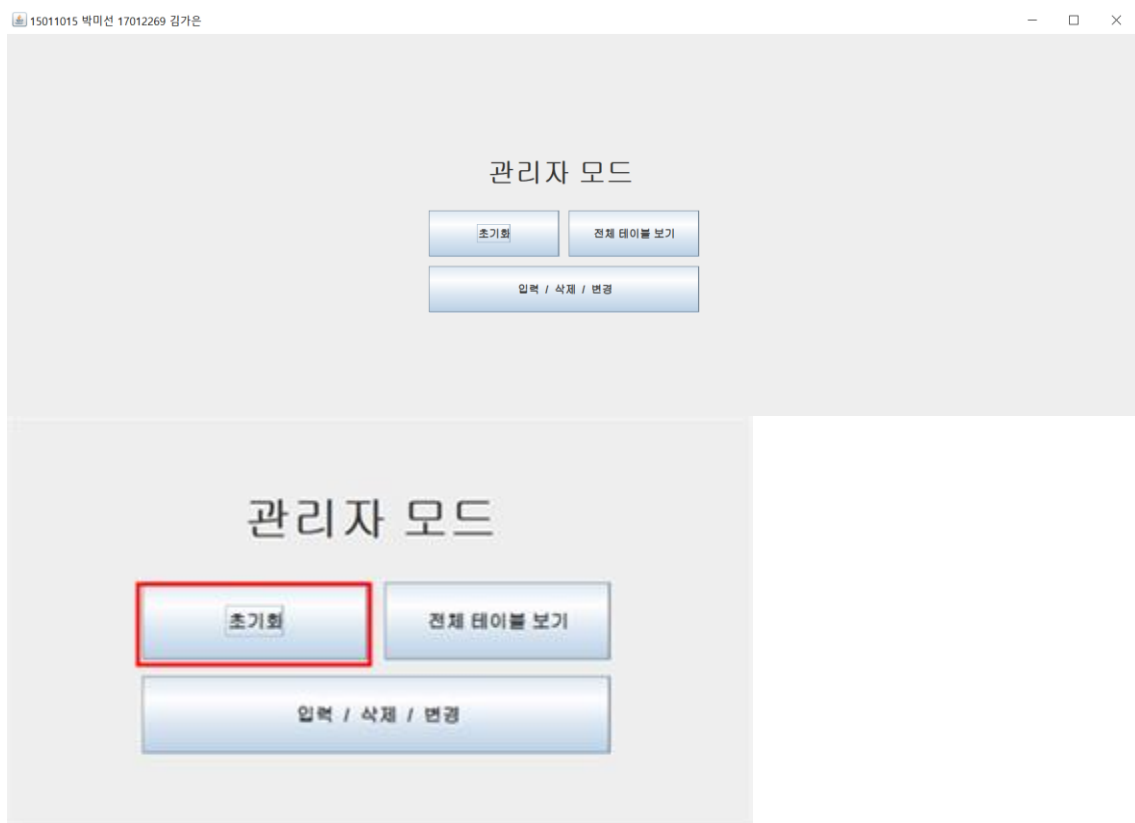 15011015 박미선 17012269 김가은
관리자 모드
초기화 전체 테이블 보기
입력 / 삭제 / 변경
관리자 모드
초기화 전체 테이블 보기
입력 / 삭제 / 변경